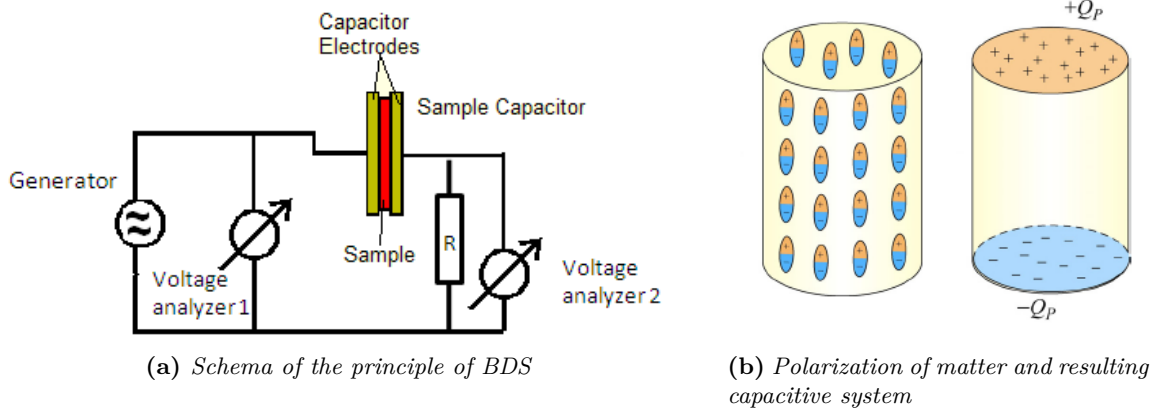 Capacitor
Electrodes
Sample Capacitor
Generator
Sample
R
Voltage
analyzer 1
Voltage
analyzer 2
(a) Schema of the principle of BDS
+Q_P
−Q_P
(b) Polarization of matter and resulting
capacitive system